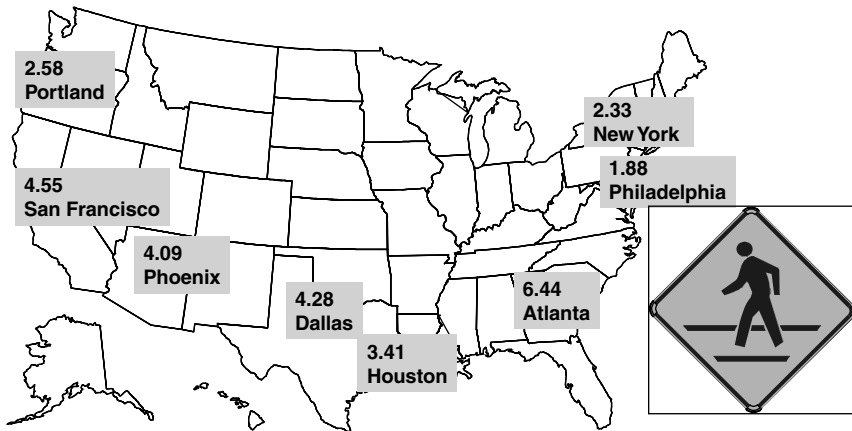 2.58
Portland
2.33
New York
1.88
Philadelphia
4.55
San Francisco
4.09
Phoenix
4.28
Dallas
6.44
Atlanta
3.41
Houston